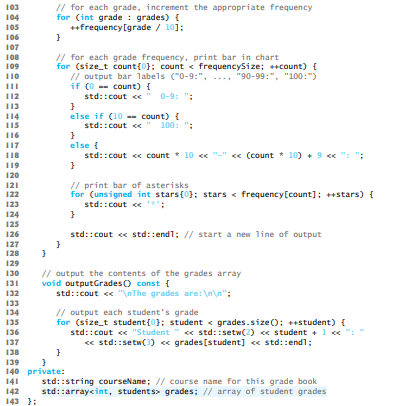 103 // for each grade, increment the appropriate frequency
104 for (int grade : grades) {
105 ++frequency[grade / 10];
106 }
107
108 // for each grade frequency, print bar in chart
109 for (size_t count{0}; count < frequencySize; ++count) {
110 // output bar labels ("0-9:", ..., "90-99:", "100:")
111 if (0 == count) {
112 std::cout << "  0-9: ";
113 }
114 else if (10 == count) {
115 std::cout << "  100: ";
116 }
117 else {
118 std::cout << count * 10 << "-" << (count * 10) + 9 << ": ";
119 }
120
121 // print bar of asterisks
122 for (unsigned int stars{0}; stars < frequency[count]; ++stars) {
123 std::cout << '*';
124 }
125
126 std::cout << std::endl; // start a new line of output
127 }
128 }
129
130 // output the contents of the grades array
131 void outputGrades() const {
132 std::cout << "\nThe grades are:\n\n";
133
134 // output each student's grade
135 for (size_t student{0}; student < grades.size(); ++student) {
136 std::cout << "Student " << std::setw(2) << student + 1 << ": "
137 << std::setw(3) << grades[student] << std::endl;
138 }
139 }
140 private:
141 std::string courseName; // course name for this grade book
142 std::array<int, students> grades; // array of student grades
143 };